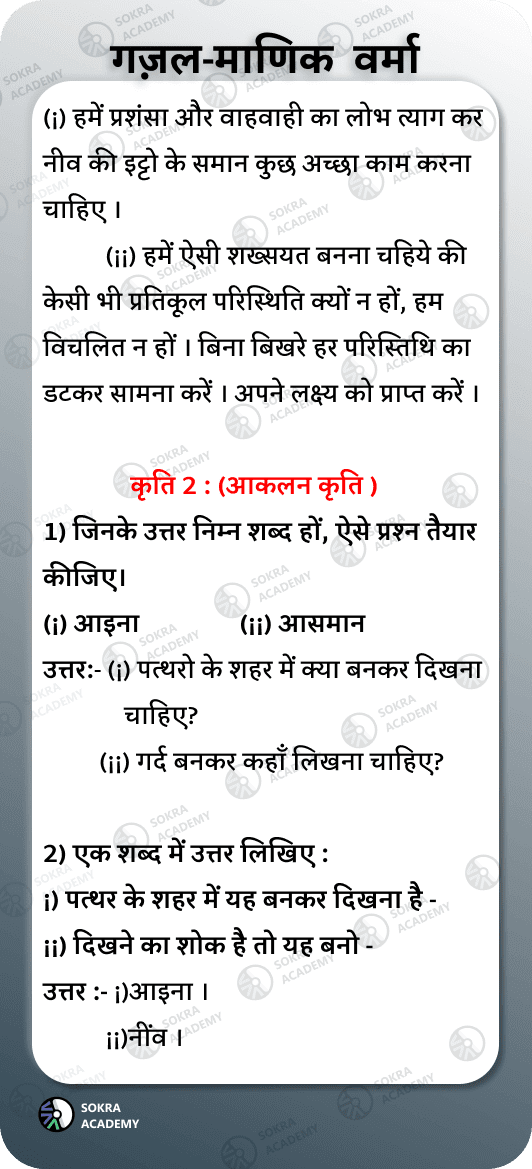 गज़ल-माणिक वर्मा
(¡) हमें प्रशंसा और वाहवाही का लोभ त्याग कर
नीव की इट्टो के समान कुछ अच्छा काम करना
चाहिए ।
(¡¡) हमें ऐसी शख्सयत बनना चहिये की
केसी भी प्रतिकूल परिस्थिति क्यों न हों, हम
विचलित न हों । बिना बिखरे हर परिस्तिथि का
डटकर सामना करें । अपने लक्ष्य को प्राप्त करें ।
कृति 2 : (आकलन कृति )
1) जिनके उत्तर निम्न शब्द हों, ऐसे प्रश्न तैयार
कीजिए।
(¡) आइना (¡¡) आसमान
उत्तर:- (¡) पत्थरो के शहर में क्या बनकर दिखना
चाहिए?
(¡¡) गर्द बनकर कहाँ लिखना चाहिए?
2) एक शब्द में उत्तर लिखिए :
¡) पत्थर के शहर में यह बनकर दिखना है -
¡¡) दिखने का शोक है तो यह बनो -
उत्तर :- ¡)आइना ।
¡¡)नींव ।
SOKRA
ACADEMY